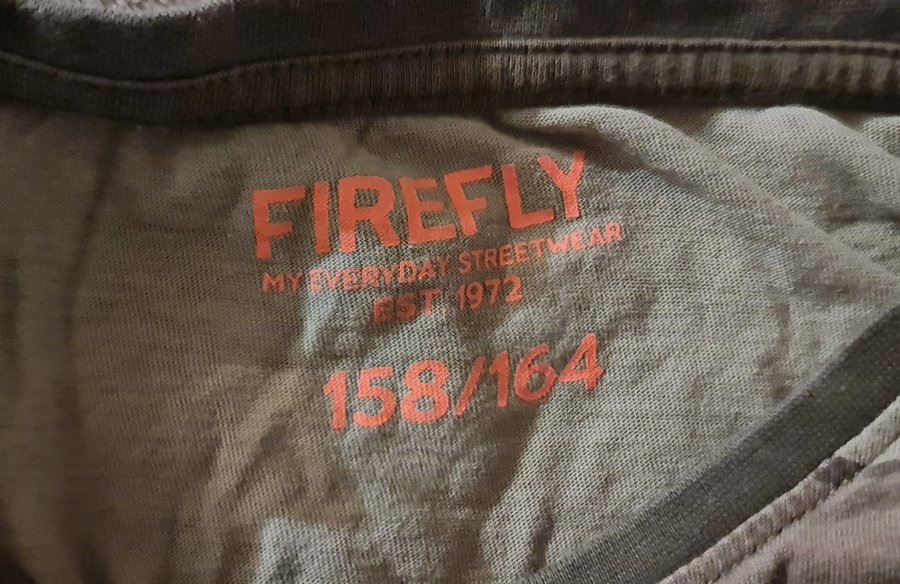 FIREFLY
MY EVERYDAY STREETWEAR
EST. 1972
158/164